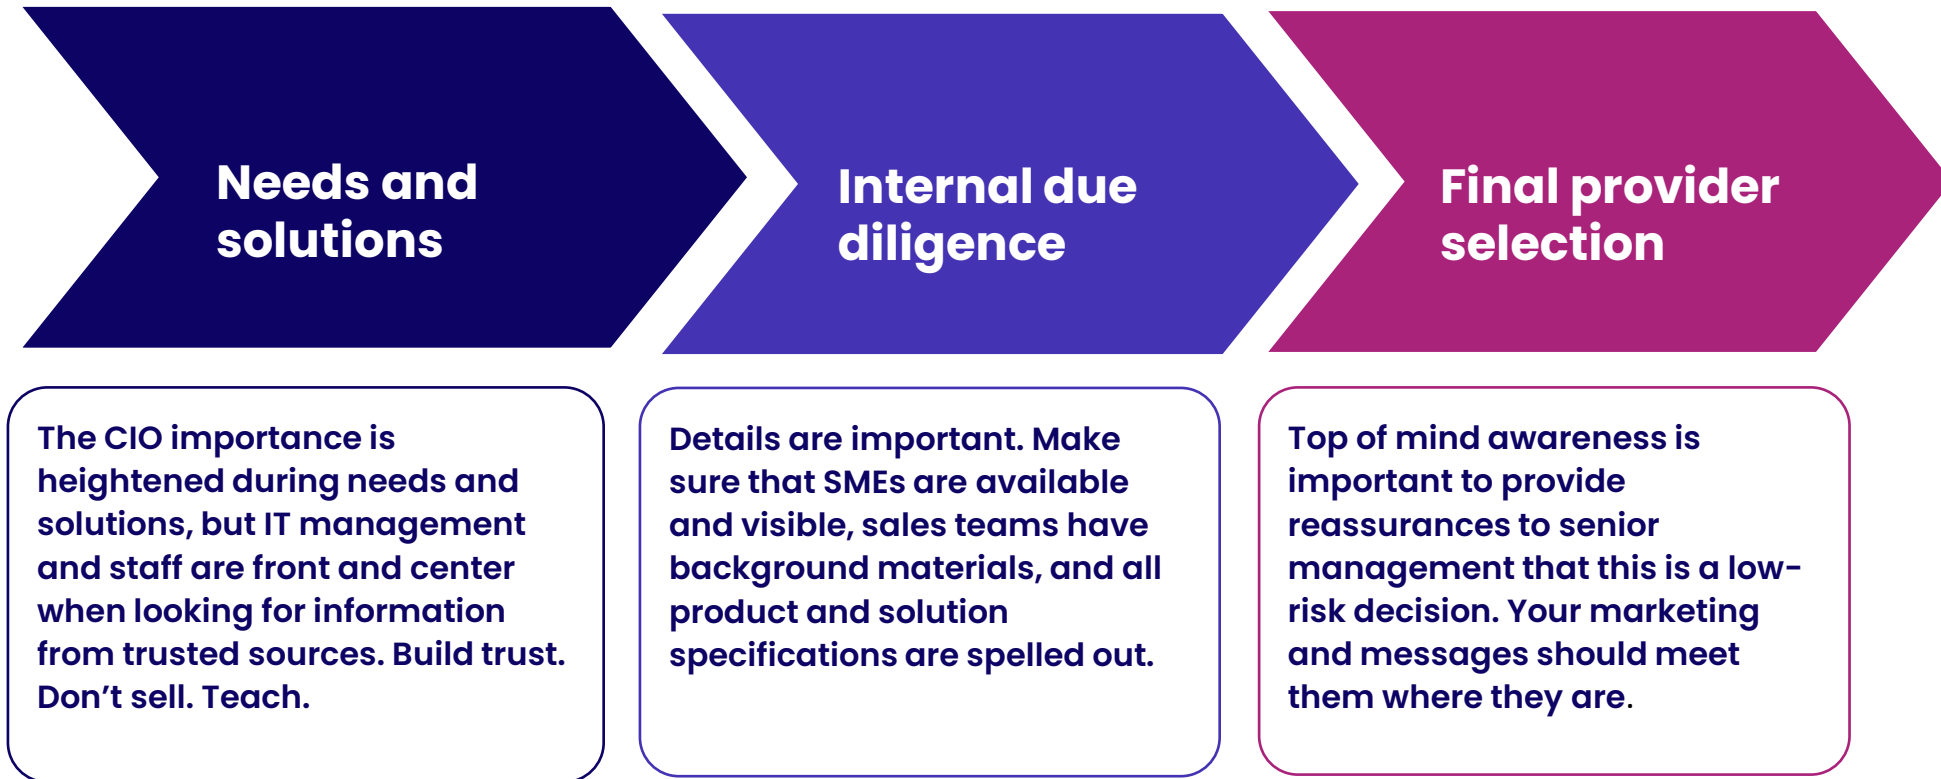 Needs and
solutions
Internal due
diligence
Final provider
selection
The CIO importance is
heightened during needs and
solutions, but IT management
and staff are front and center
when looking for information
from trusted sources. Build trust.
Don’t sell. Teach.
Details are important. Make
sure that SMEs are available
and visible, sales teams have
background materials, and all
product and solution
specifications are spelled out.
Top of mind awareness is
important to provide
reassurances to senior
management that this is a low-
risk decision. Your marketing
and messages should meet
them where they are.